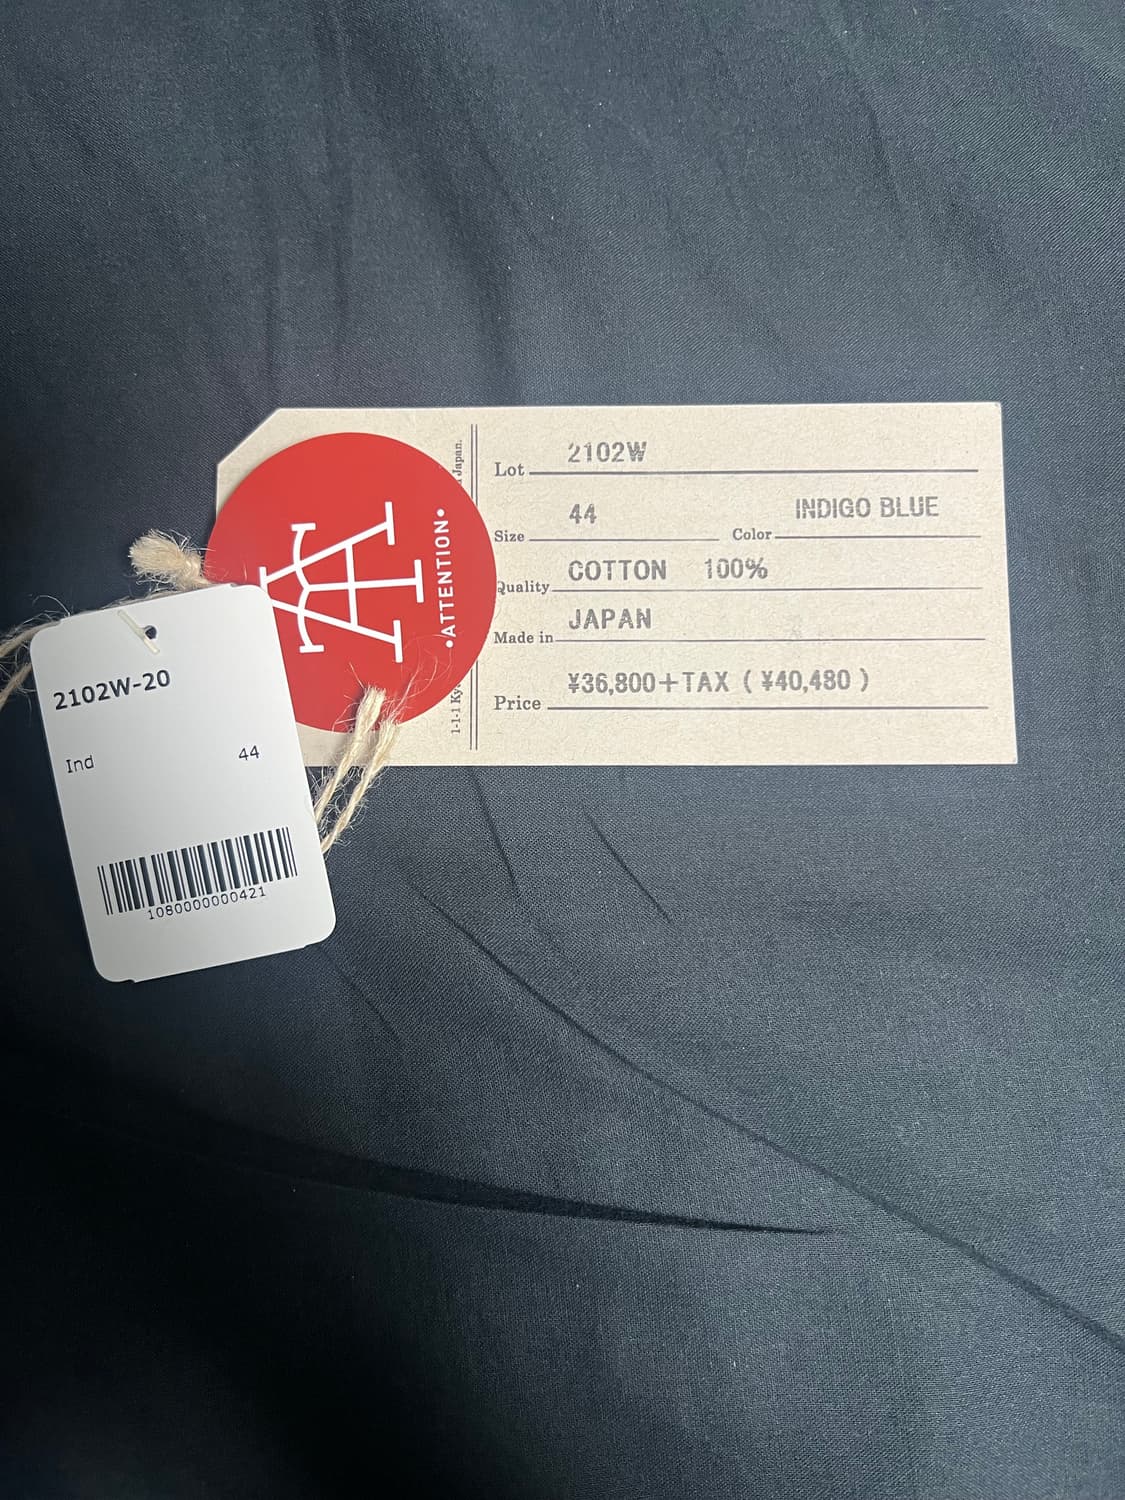 Lot 2102W
Size 44 Color INDIGO BLUE
Quality COTTON 100%
Made in JAPAN
Price ¥36,800+TAX (¥40,480)
Japan.
1-1-1
•ATTENTION•
2102W-20
Ind 44
1080000000421